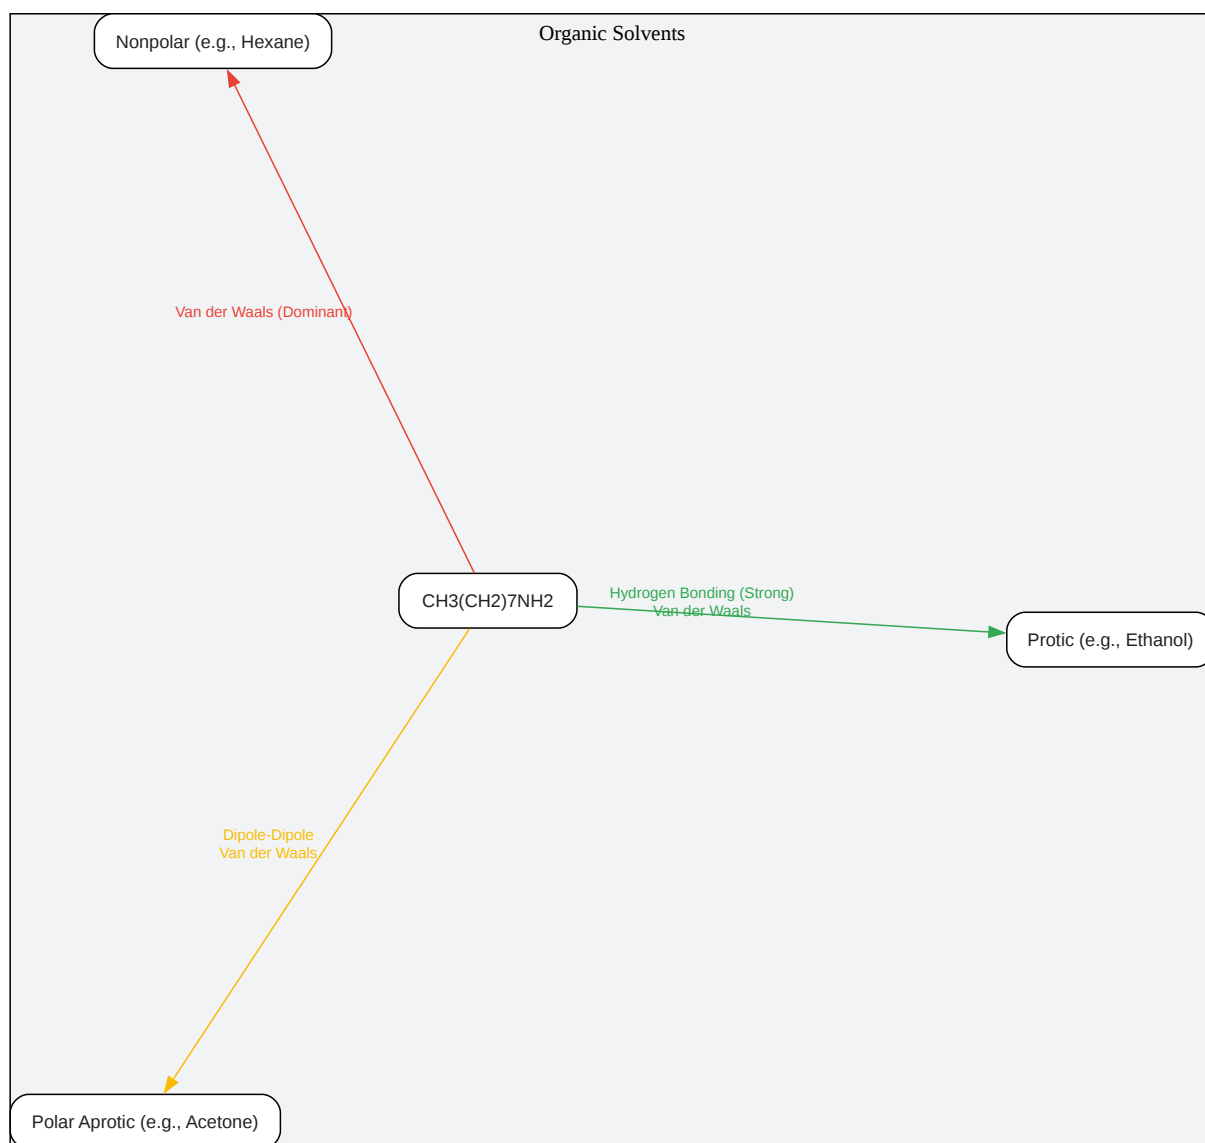 Organic Solvents
Nonpolar (e.g., Hexane)
Van der Waals (Dominant)
CH3(CH2)7NH2
Hydrogen Bonding (Strong)
Van der Waals
Protic (e.g., Ethanol)
Dipole-Dipole
Van der Waals
Polar Aprotic (e.g., Acetone)